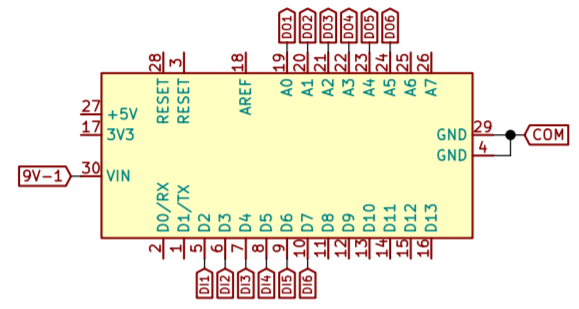 DO1 DO2 DO3 DO4 DO5 DO6
28 3 18 19 20 21 22 23 24 25 26
RESET RESET AREF A0 A1 A2 A3 A4 A5 A6 A7
27 +5V
17 3V3
GND 29 COM
GND 4
9V-1 30 VIN
D0/RX D1/TX D2 D3 D4 D5 D6 D7 D8 D9 D10 D11 D12 D13
2 1 5 6 7 8 9 10 11 12 13 14 15 16
DI1 DI2 DI3 DI4 DI5 DI6